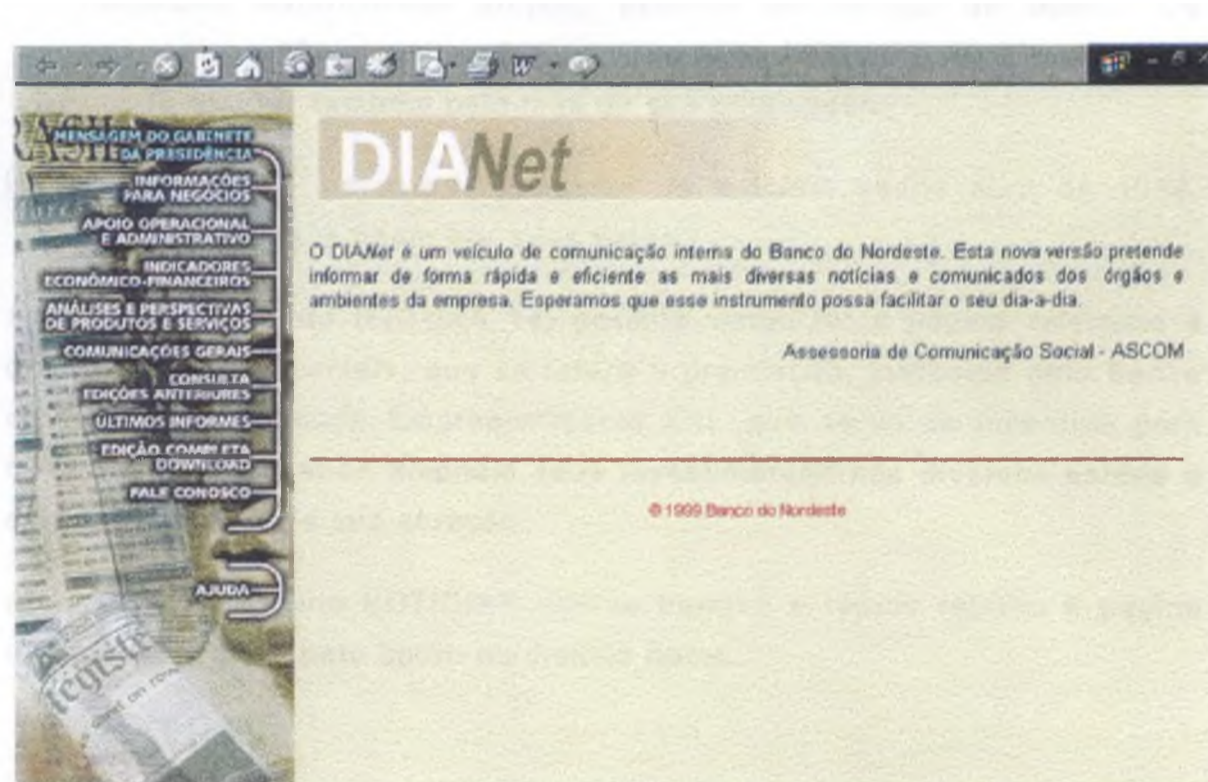 MENSAGEM DO GABINETE
DA PRESIDÊNCIA
INFORMAÇÕES
PARA NEGÓCIOS
APOIO OPERACIONAL
E ADMINISTRATIVO
INDICADORES
ECONÔMICO-FINANCEIROS
ANÁLISES E PERSPECTIVAS
DE PRODUTOS E SERVIÇOS
COMUNICAÇÕES GERAIS
CONSULTA
EDIÇÕES ANTERIORES
ÚLTIMOS INFORMES
EDIÇÃO COMPLETA
DOWNLOAD
FALE CONOSCO
AJUDA
DIANet
O DIANet é um veículo de comunicação interna do Banco do Nordeste. Esta nova versão pretende
informar de forma rápida e eficiente as mais diversas notícias e comunicados dos órgãos e
ambientes da empresa. Esperamos que esse instrumento possa facilitar o seu dia-a-dia.
Assessoria de Comunicação Social - ASCOM
© 1999 Banco do Nordeste